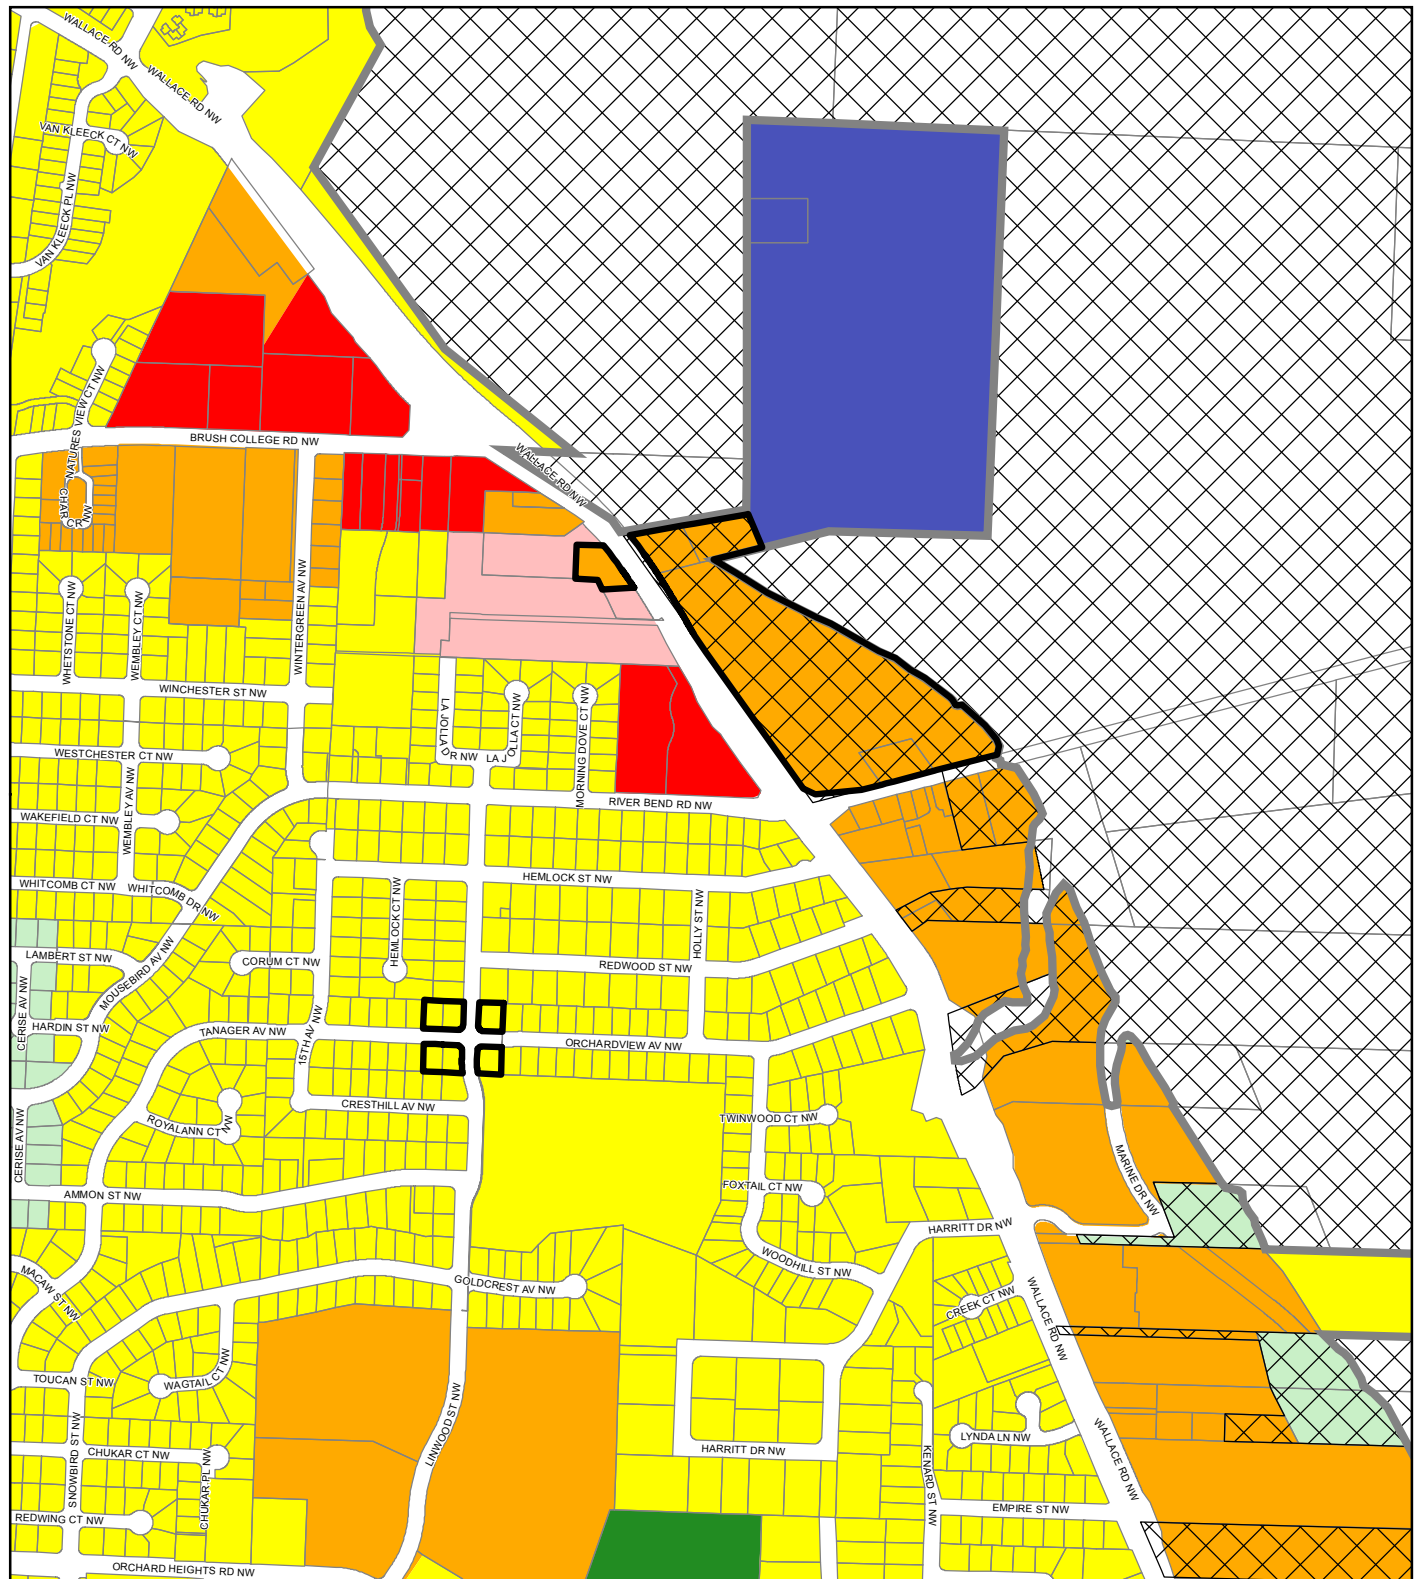 WALLACE RD NW
WALLACE RD NW
VAN KLEECK CT NW
VAN KLEECK PL NW
NATURES VIEW CT NW
BRUSH COLLEGE RD NW
WALLACE RD NW
CHAR
CR NW
WINTERGREEN AV NW
WHETSTONE CT NW
WEMBLEY CT NW
WINCHESTER ST NW
LA JOLLA DR NW
LA JOLLA CT NW
MORNING DOVE CT NW
WESTCHESTER CT NW
WEMBLEY AV NW
RIVER BEND RD NW
WAKEFIELD CT NW
WHITCOMB CT NW
WHITCOMB DR NW
HEMLOCK ST NW
HEMLOCK CT NW
HOLLY ST NW
LAMBERT ST NW
MOUSEBIRD AV NW
CORUM CT NW
REDWOOD ST NW
CERISE AV NW
HARDIN ST NW
TANAGER AV NW
15TH AV NW
ORCHARDVIEW AV NW
CRESTHILL AV NW
ROYALANN CT NW
TWINWOOD CT NW
CERISE AV NW
AMMON ST NW
FOXTAIL CT NW
MARINE DR NW
HARRITT DR NW
WOODHILL ST NW
MACAW ST NW
GOLDCREST AV NW
CREEK CT NW
WALLACE RD NW
TOUCAN ST NW
WAGTAIL CT NW
LINWOOD ST NW
SNOWBIRD ST NW
CHUKAR CT NW
CHUKAR PL NW
HARRITT DR NW
LYNDA LN NW
KENARD ST NW
WALLACE RD NW
REDWING CT NW
EMPIRE ST NW
ORCHARD HEIGHTS RD NW